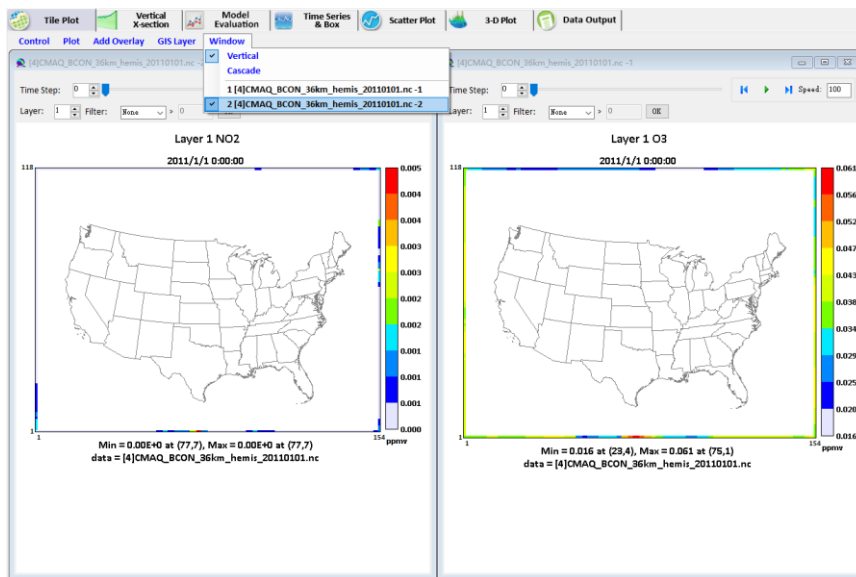 Tile Plot
Vertical
X-section
Model
Evaluation
Time Series
& Box
Scatter Plot
3-D Plot
Data Output
Control Plot Add Overlay GIS Layer Window
Vertical
Cascade
1 [4]CMAQ_BCON_36km_hemis_20110101.nc -1
2 [4]CMAQ_BCON_36km_hemis_20110101.nc -2
[4]CMAQ_BCON_36km_hemis_20110101.nc -
Time Step: 0
Layer: 1 Filter: None > 0
Layer 1 NO2
2011/1/1 0:00:00
118
0.005
0.004
0.004
0.003
0.003
0.002
0.002
0.001
0.001
0.001
0.000
1
1
154
ppmv
Min = 0.00E+0 at (77,7), Max = 0.00E+0 at (77,7)
data = [4]CMAQ_BCON_36km_hemis_20110101.nc
[4]CMAQ_BCON_36km_hemis_20110101.nc -1
Time Step: 0
Speed: 100
Layer: 1 Filter: None > 0 OK
Layer 1 O3
2011/1/1 0:00:00
118
0.061
0.056
0.052
0.047
0.043
0.038
0.034
0.029
0.025
0.020
0.016
1
1
154
ppmv
Min = 0.016 at (23,4), Max = 0.061 at (75,1)
data = [4]CMAQ_BCON_36km_hemis_20110101.nc